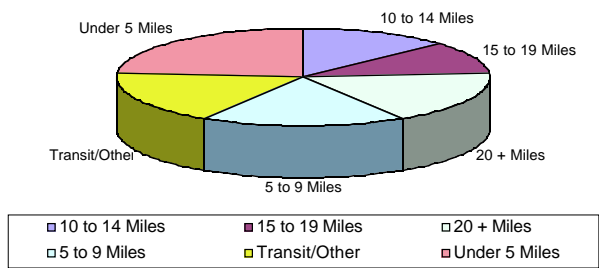 10 to 14 Miles
Under 5 Miles
15 to 19 Miles
Transit/Other
20 + Miles
5 to 9 Miles
10 to 14 Miles 15 to 19 Miles 20 + Miles
5 to 9 Miles Transit/Other Under 5 Miles